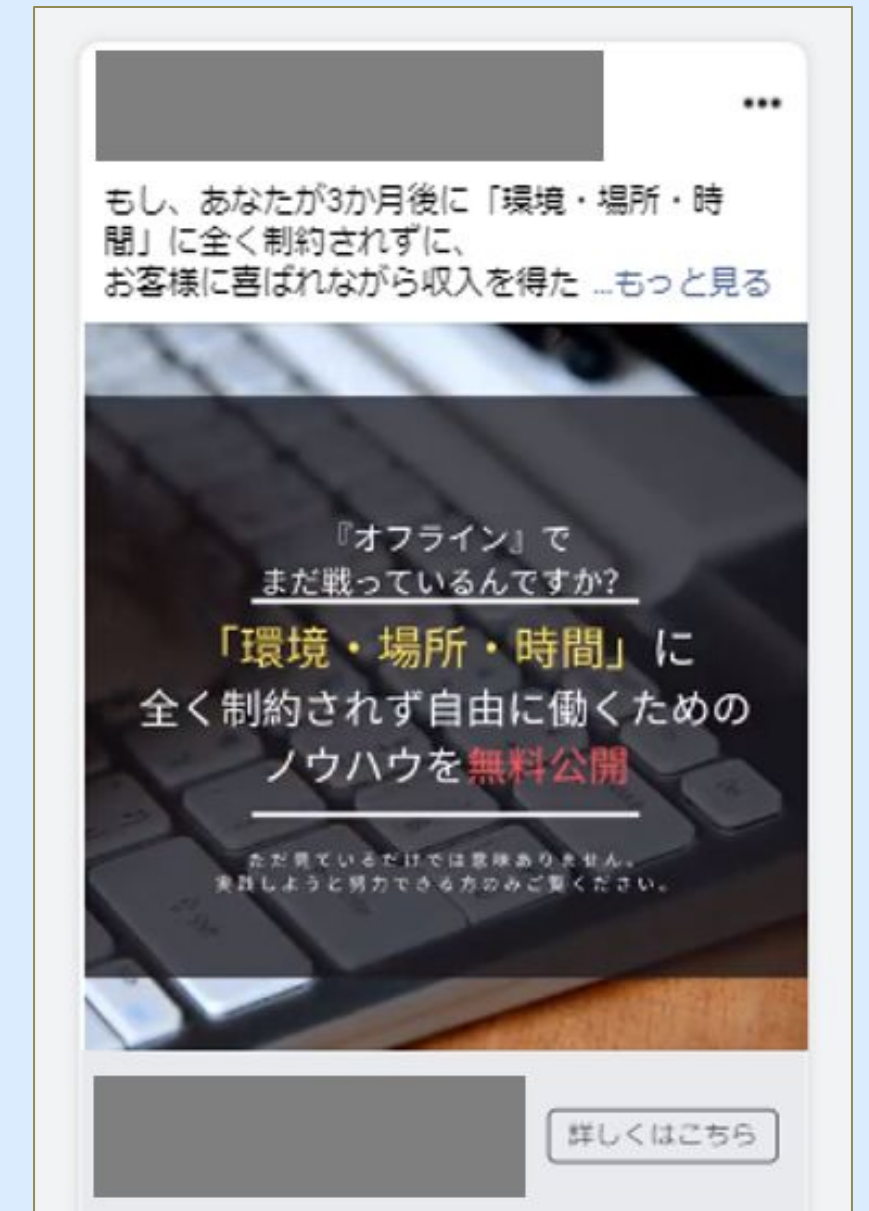 もし、あなたが3か月後に「環境・場所・時
間」に全く制約されずに、
お客様に喜ばれながら収入を得た ...もっと見る
『オフライン』で
まだ戦っているんですか?
「環境・場所・時間」に
全く制約されず自由に働くための
ノウハウを無料公開
ただ見ているだけでは意味ありません。
実践しようと努力できる方のみご覧ください。
詳しくはこちら